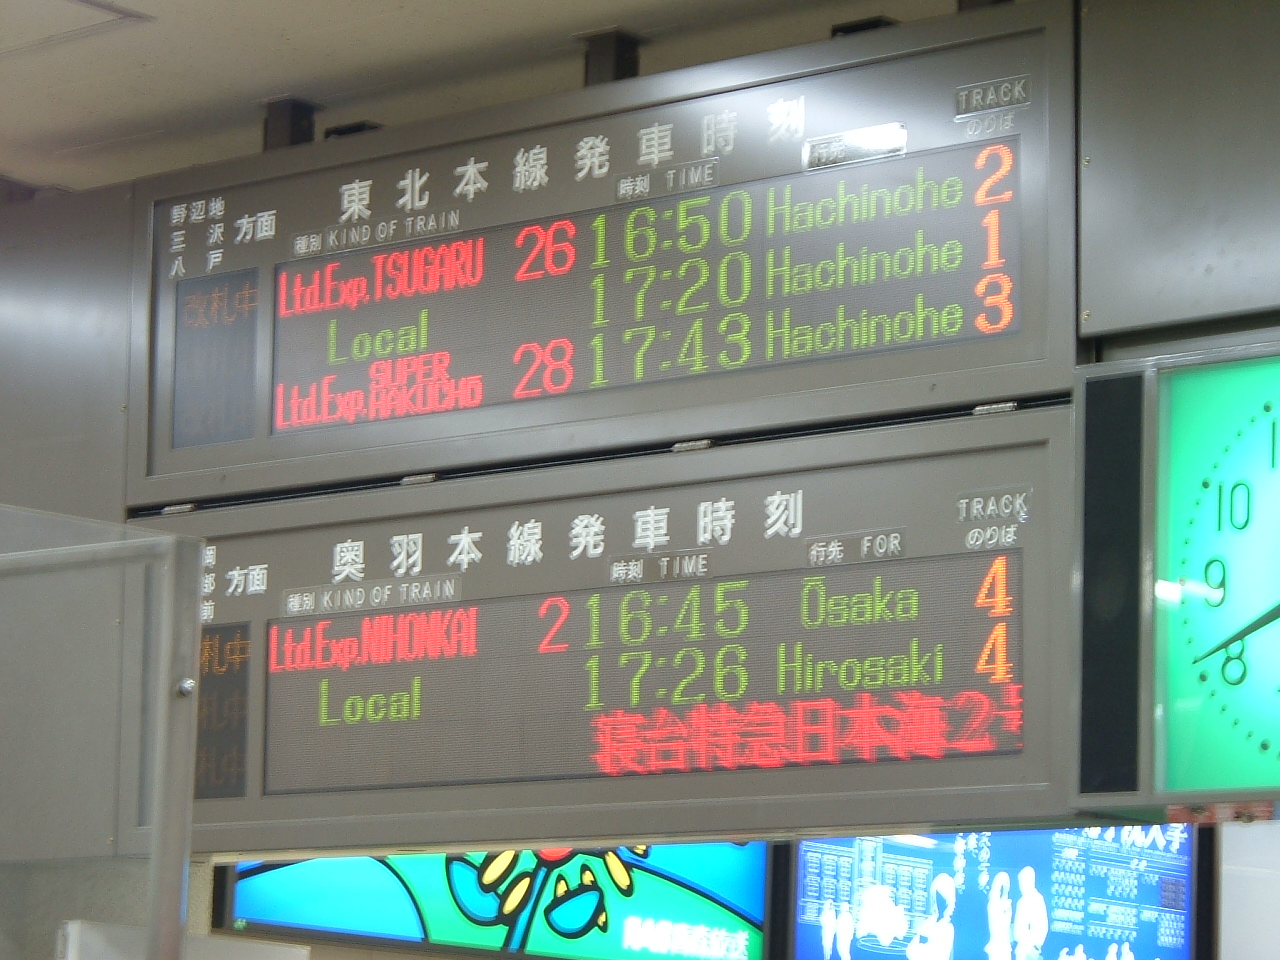 東北本線発車時刻
TRACK
のりば
野辺地
三沢
八戸
方面
種別 KIND OF TRAIN
時刻 TIME
行先
改札中
Ltd.Exp.TSUGARU 26 16:50 Hachinohe 2
Local 17:20 Hachinohe 1
Ltd.Exp.SUPER HAKUCHŌ 28 17:43 Hachinohe 3
奥羽本線発車時刻
TRACK
のりば
方面
種別 KIND OF TRAIN
時刻 TIME
行先 FOR
札中
Ltd.Exp.NIHONKAI 2 16:45 Ōsaka 4
Local 17:26 Hirosaki 4
寝台特急日本海2
10
9
8